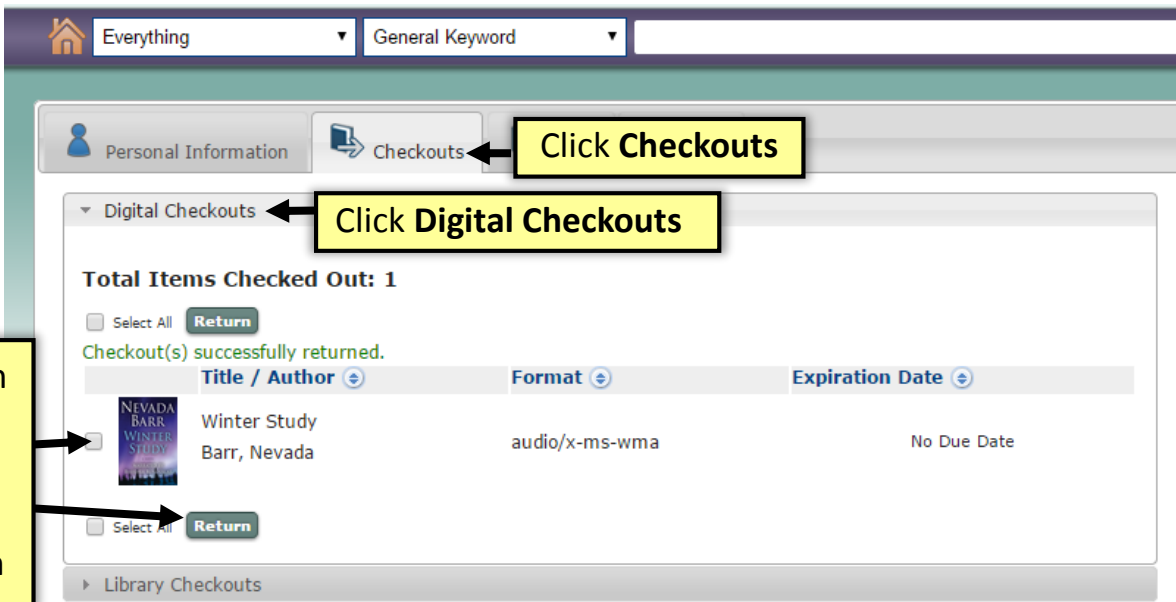 Everything
General Keyword
Personal Information
Checkouts
Click Checkouts
Digital Checkouts
Click Digital Checkouts
Total Items Checked Out: 1
Select All Return
Checkout(s) successfully returned.
Title / Author Format Expiration Date
NEVADA
BARR
WINTER
STUDY
Winter Study
Barr, Nevada
audio/x-ms-wma
No Due Date
Select All Return
Library Checkouts